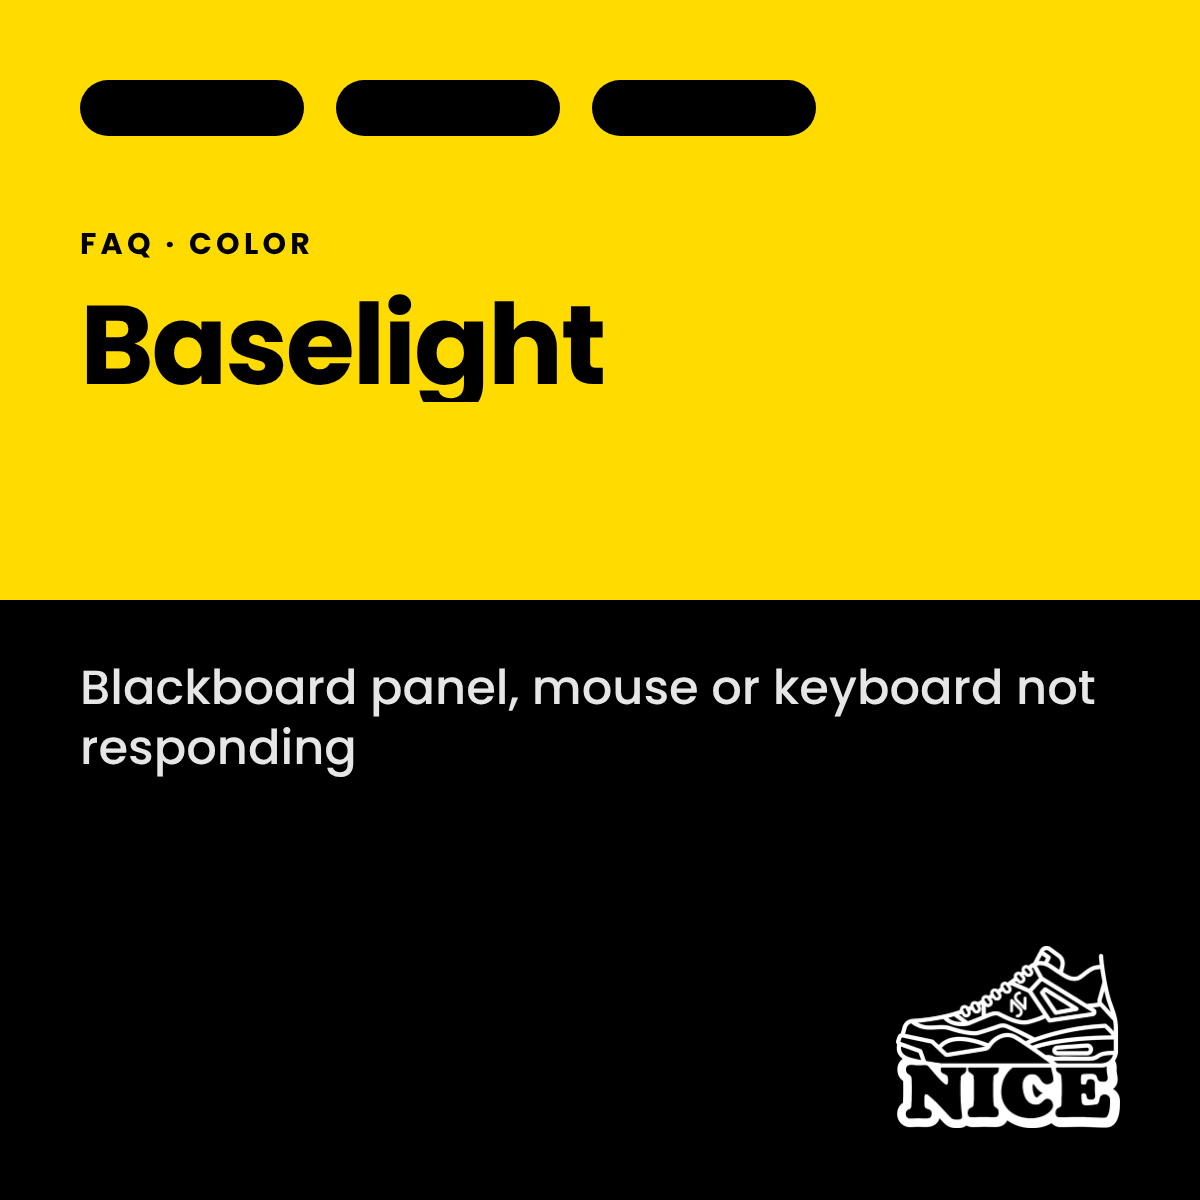 FAQ · COLOR
Baselight
Blackboard panel, mouse or keyboard not
responding
NICE